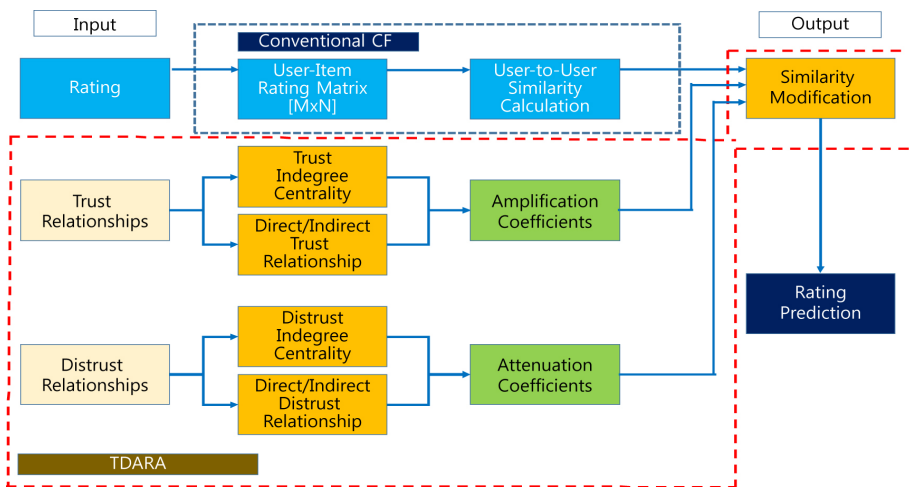 Input
Output
Conventional CF
Rating
User-Item
Rating Matrix
[MxN]
User-to-User
Similarity
Calculation
Similarity
Modification
Trust
Relationships
Trust
Indegree
Centrality
Direct/Indirect
Trust
Relationship
Amplification
Coefficients
Rating
Prediction
Distrust
Relationships
Distrust
Indegree
Centrality
Direct/Indirect
Distrust
Relationship
Attenuation
Coefficients
TDARA